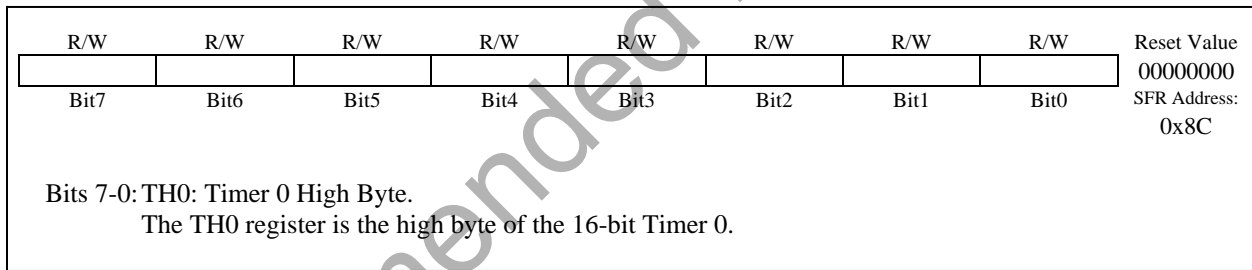 R/W R/W R/W R/W R/W R/W R/W R/W Reset Value
00000000
Bit7 Bit6 Bit5 Bit4 Bit3 Bit2 Bit1 Bit0 SFR Address:
0x8C
Bits 7-0: TH0: Timer 0 High Byte.
The TH0 register is the high byte of the 16-bit Timer 0.
mended